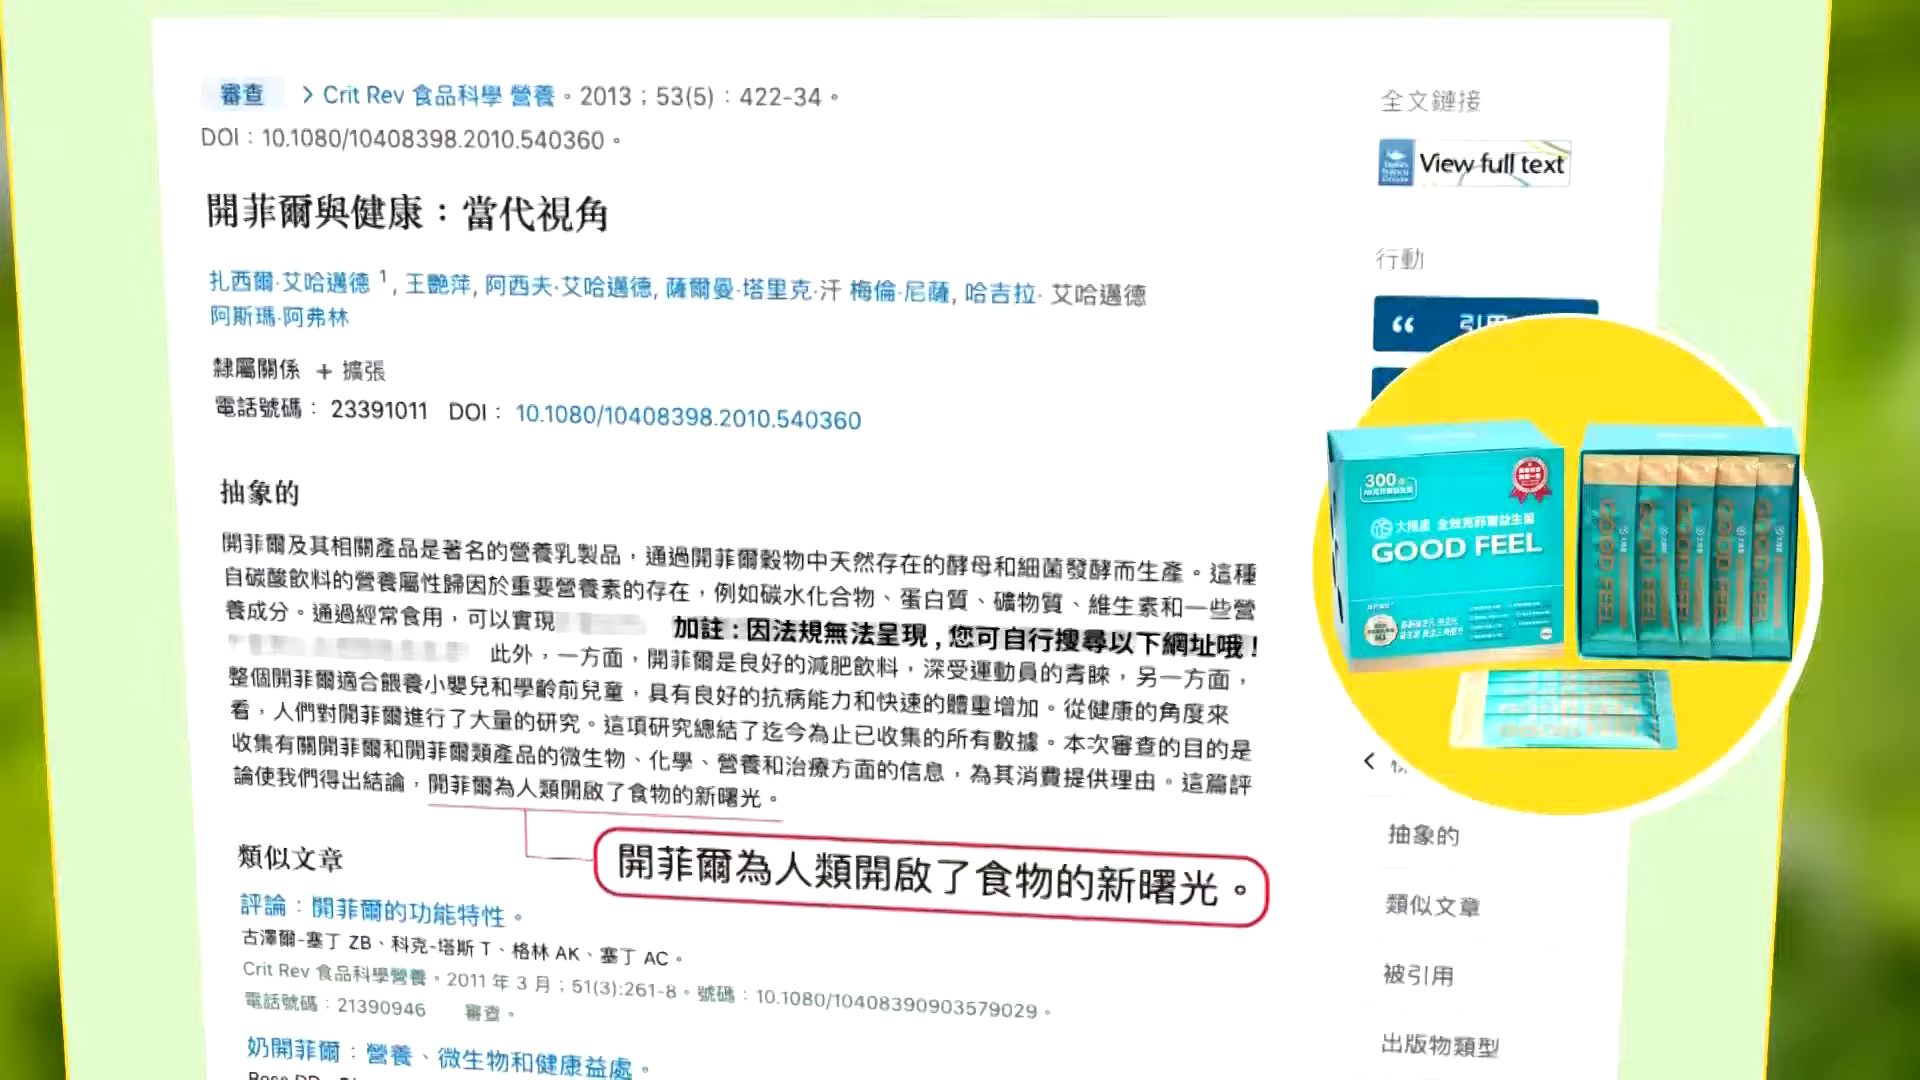 審查 > Crit Rev 食品科學 營養。2013；53(5)：422-34。
DOI：10.1080/10408398.2010.540360。
開菲爾與健康：當代視角
扎西爾·艾哈邁德 1, 王艷萍, 阿西夫·艾哈邁德, 薩爾曼·塔里克·汗 梅倫·尼薩, 哈吉拉· 艾哈邁德
阿斯瑪·阿弗林
隸屬關係 + 擴張
電話號碼： 23391011 DOI： 10.1080/10408398.2010.540360
抽象的
開菲爾及其相關產品是著名的營養乳製品，通過開菲爾穀物中天然存在的酵母和細菌發酵而生產。這種
自碳酸飲料的營養屬性歸因於重要營養素的存在，例如碳水化合物、蛋白質、礦物質、維生素和一些營
養成分。通過經常食用，可以實現
加註 : 因法規無法呈現 , 您可自行搜尋以下網址哦 !
此外，一方面，開菲爾是良好的減肥飲料，深受運動員的青睞，另一方面，
整個開菲爾適合餵養小嬰兒和學齡前兒童，具有良好的抗病能力和快速的體重增加。從健康的角度來
看，人們對開菲爾進行了大量的研究。這項研究總結了迄今為止已收集的所有數據。本次審查的目的是
收集有關開菲爾和開菲爾類產品的微生物、化學、營養和治療方面的信息，為其消費提供理由。這篇評
論使我們得出結論，開菲爾為人類開啟了食物的新曙光。
開菲爾為人類開啟了食物的新曙光。
類似文章
評論：開菲爾的功能特性。
古澤爾-塞丁 ZB、科克-塔斯 T、格林 AK、塞丁 AC。
Crit Rev 食品科學營養。2011 年 3 月；51(3):261-8。號碼：10.1080/10408390903579029。
電話號碼：21390946 審查。
奶開菲爾：營養、微生物和健康益處。
全文鏈接
View full text
行動
“ 引用
300
大陽盛 全效克菲爾益生菌
GOOD FEEL
GOOD FEEL
GOOD FEEL
GOOD FEEL
GOOD FEEL
GOOD FEEL
抽象的
類似文章
被引用
出版物類型